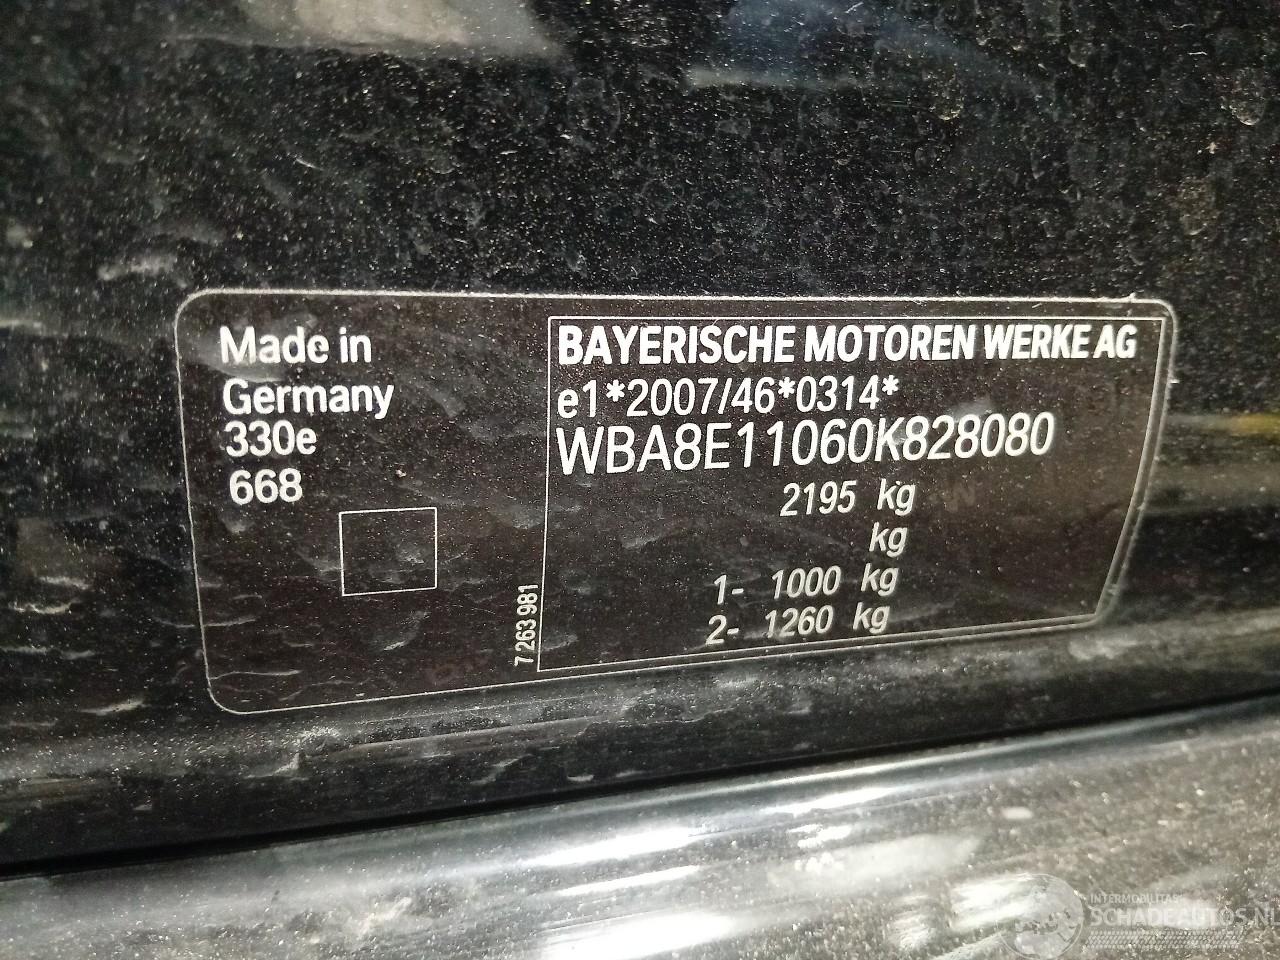 Made in
Germany
330e
668
7 263 981
BAYERISCHE MOTOREN WERKE AG
e1*2007/46*0314*
WBA8E11060K828080
2195 kg
kg
1- 1000 kg
2- 1260 kg
INTERMOBILITAS
SCHADEAUTOS.NL